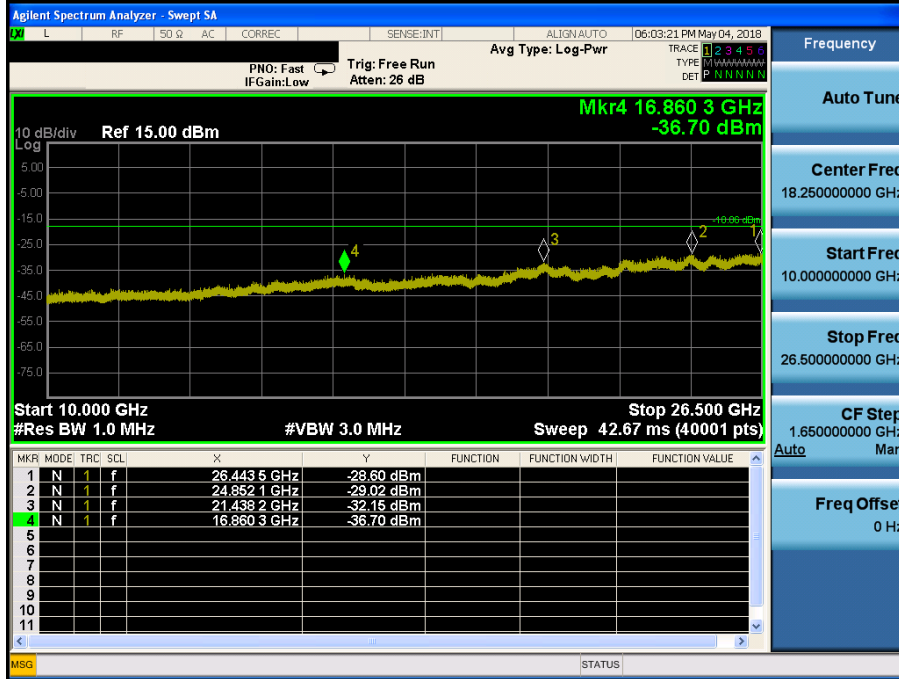 Agilent Spectrum Analyzer - Swept SA
LXI L RF 50 Ω AC CORREC SENSE:INT ALIGN AUTO 06:03:21 PM May 04, 2018
Avg Type: Log-Pwr
TRACE 1 2 3 4 5 6
TYPE M
DET P N N N N N
PNO: Fast
IFGain:Low
Trig: Free Run
Atten: 26 dB
Mkr4 16.860 3 GHz
-36.70 dBm
10 dB/div
Log
Ref 15.00 dBm
5.00
-5.00
-15.0
-25.0
-35.0
-45.0
-55.0
-65.0
-75.0
4
3
2
1
Start 10.000 GHz Stop 26.500 GHz
#Res BW 1.0 MHz #VBW 3.0 MHz Sweep 42.67 ms (40001 pts)
MKR MODE TRC SCL X Y FUNCTION FUNCTION WIDTH FUNCTION VALUE
1 N 1 f 26.443 5 GHz -28.60 dBm
2 N 1 f 24.852 1 GHz -29.02 dBm
3 N 1 f 21.438 2 GHz -32.15 dBm
4 N 1 f 16.860 3 GHz -36.70 dBm
5
6
7
8
9
10
11
MSG STATUS
Frequency
Auto Tune
Center Freq
18.250000000 GHz
Start Freq
10.000000000 GHz
Stop Freq
26.500000000 GHz
CF Step
1.650000000 GHz
Auto Man
Freq Offset
0 Hz